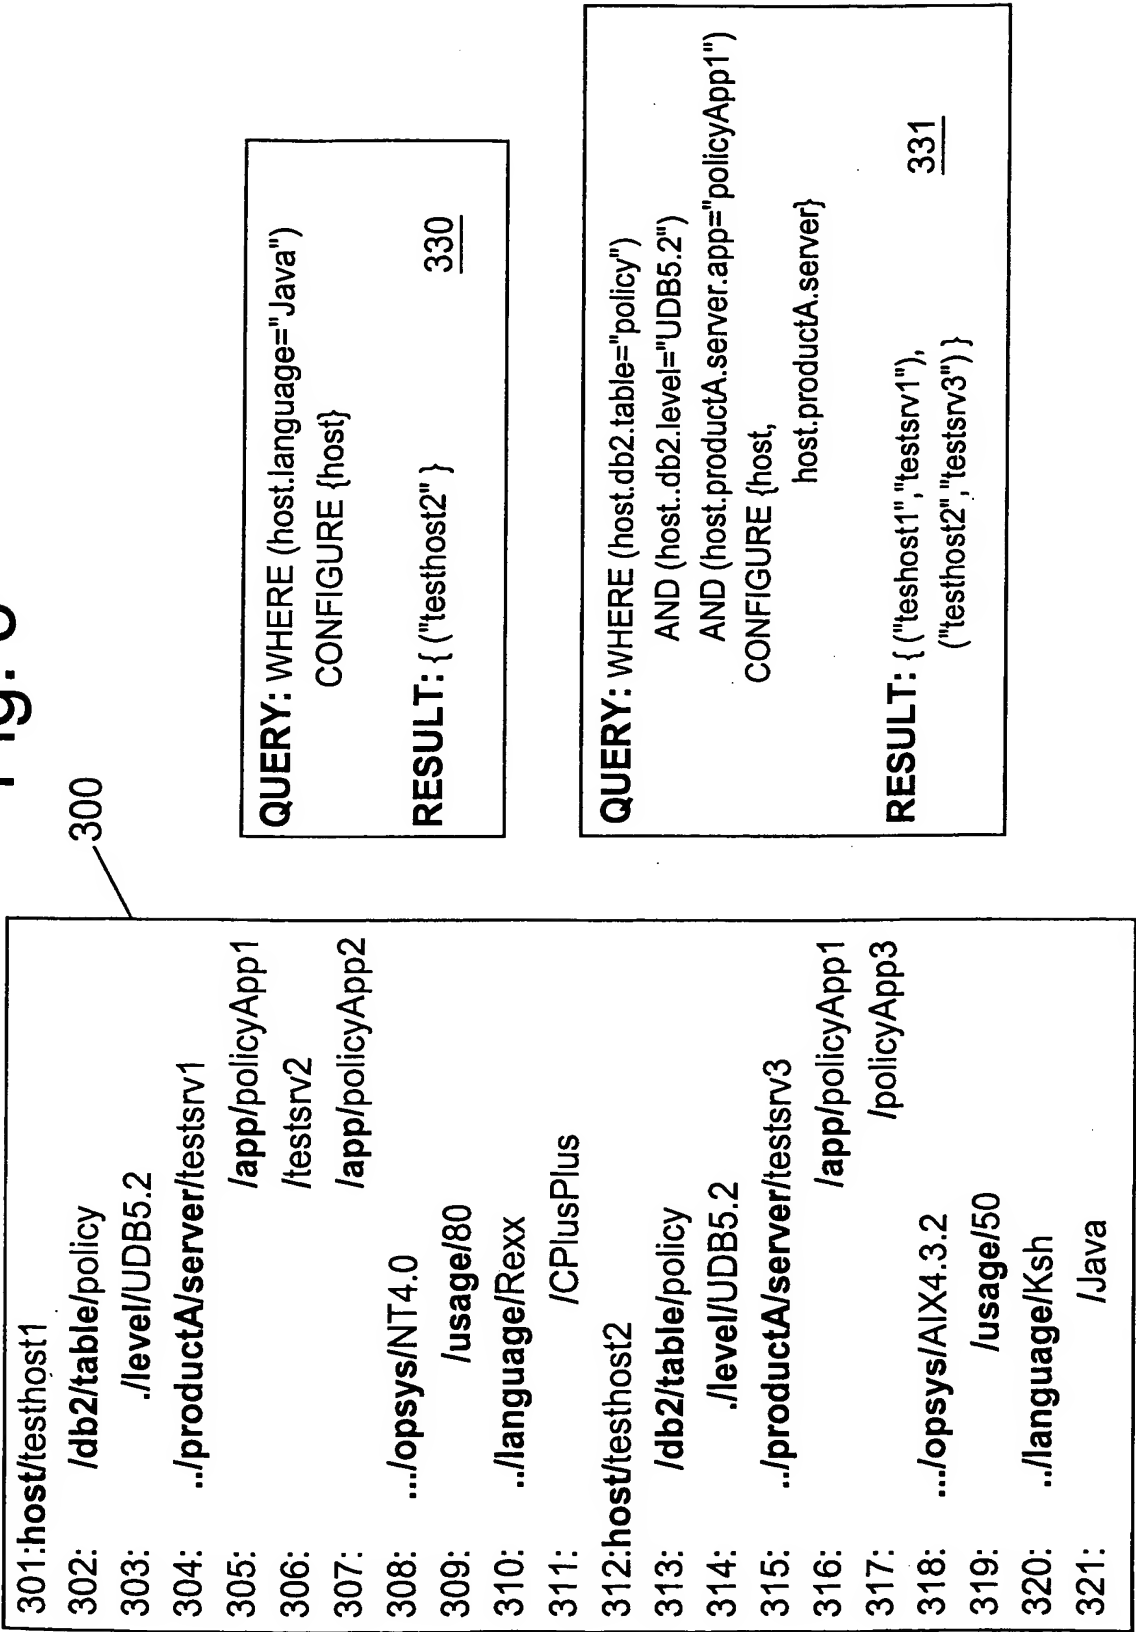 Fig. 3
300
301:host/testhost1
302: /db2/table/policy
303: ./level/UDB5.2
304: ../productA/server/testsrv1
305: /app/policyApp1
306: /testsrv2
307: /app/policyApp2
308: .../opsys/NT4.0
309: /usage/80
310: ../language/Rexx
311: /CPlusPlus
312:host/testhost2
313: /db2/table/policy
314: ./level/UDB5.2
315: ../productA/server/testsrv3
316: /app/policyApp1
317: /policyApp3
318: .../opsys/AIX4.3.2
319: /usage/50
320: ../language/Ksh
321: /Java
QUERY: WHERE (host.language="Java")
CONFIGURE {host}
RESULT: { ("testhost2" }
330
QUERY: WHERE (host.db2.table="policy")
AND (host..db2.level="UDB5.2")
AND (host.productA.server.app="policyApp1")
CONFIGURE {host,
host.productA.server}
RESULT: { ("teshost1","testsrv1"),
("testhost2","testsrv3") }
331